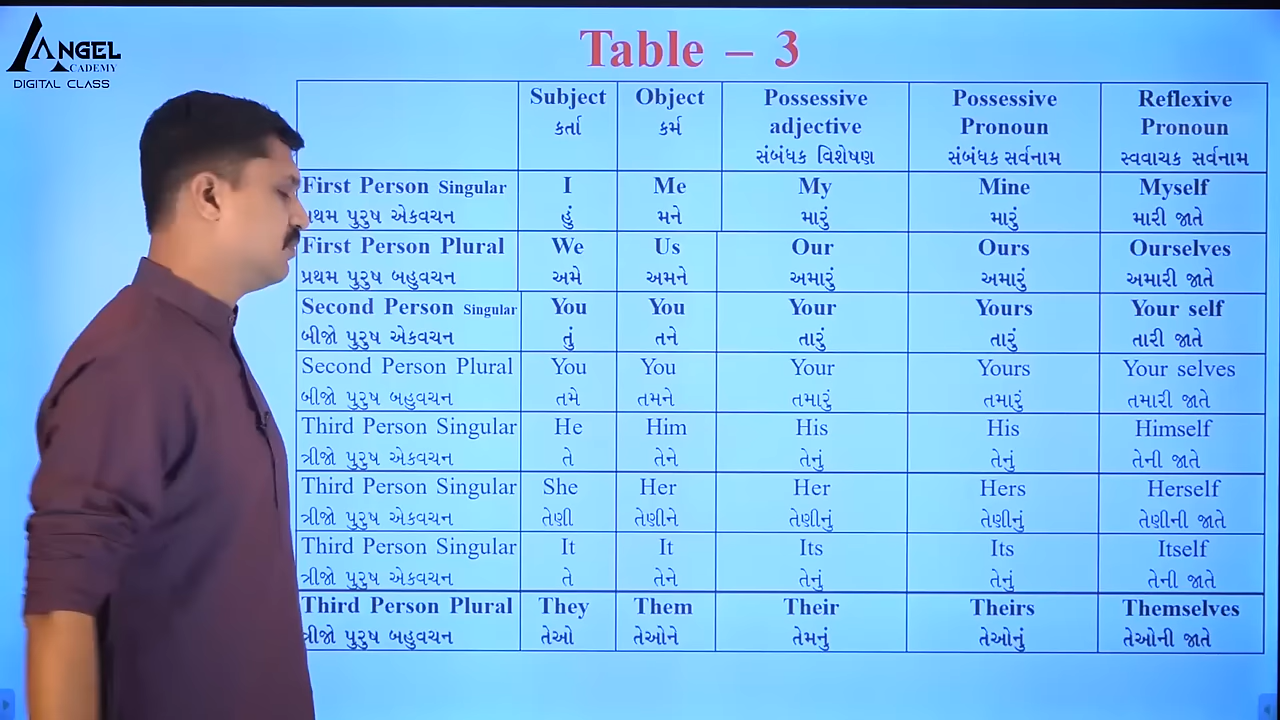 ANGEL
ACADEMY
DIGITAL CLASS
Table – 3
Subject Object Possessive Possessive Reflexive
કર્તા કર્મ adjective Pronoun Pronoun
સંબંધક વિશેષણ સંબંધક સર્વનામ સ્વવાચક સર્વનામ
First Person Singular I Me My Mine Myself
પ્રથમ પુરુષ એકવચન હું મને મારું મારું મારી જાતે
First Person Plural We Us Our Ours Ourselves
પ્રથમ પુરુષ બહુવચન અમે અમને અમારું અમારું અમારી જાતે
Second Person Singular You You Your Yours Your self
બીજો પુરુષ એકવચન તું તને તારું તારું તારી જાતે
Second Person Plural You You Your Yours Your selves
બીજો પુરુષ બહુવચન તમે તમને તમારું તમારું તમારી જાતે
Third Person Singular He Him His His Himself
ત્રીજો પુરુષ એકવચન તે તેને તેનું તેનું તેની જાતે
Third Person Singular She Her Her Hers Herself
ત્રીજો પુરુષ એકવચન તેણી તેણીને તેણીનું તેણીનું તેણીની જાતે
Third Person Singular It It Its Its Itself
ત્રીજો પુરુષ એકવચન તે તેને તેનું તેનું તેની જાતે
Third Person Plural They Them Their Theirs Themselves
ત્રીજો પુરુષ બહુવચન તેઓ તેઓને તેમનું તેઓનું તેઓની જાતે